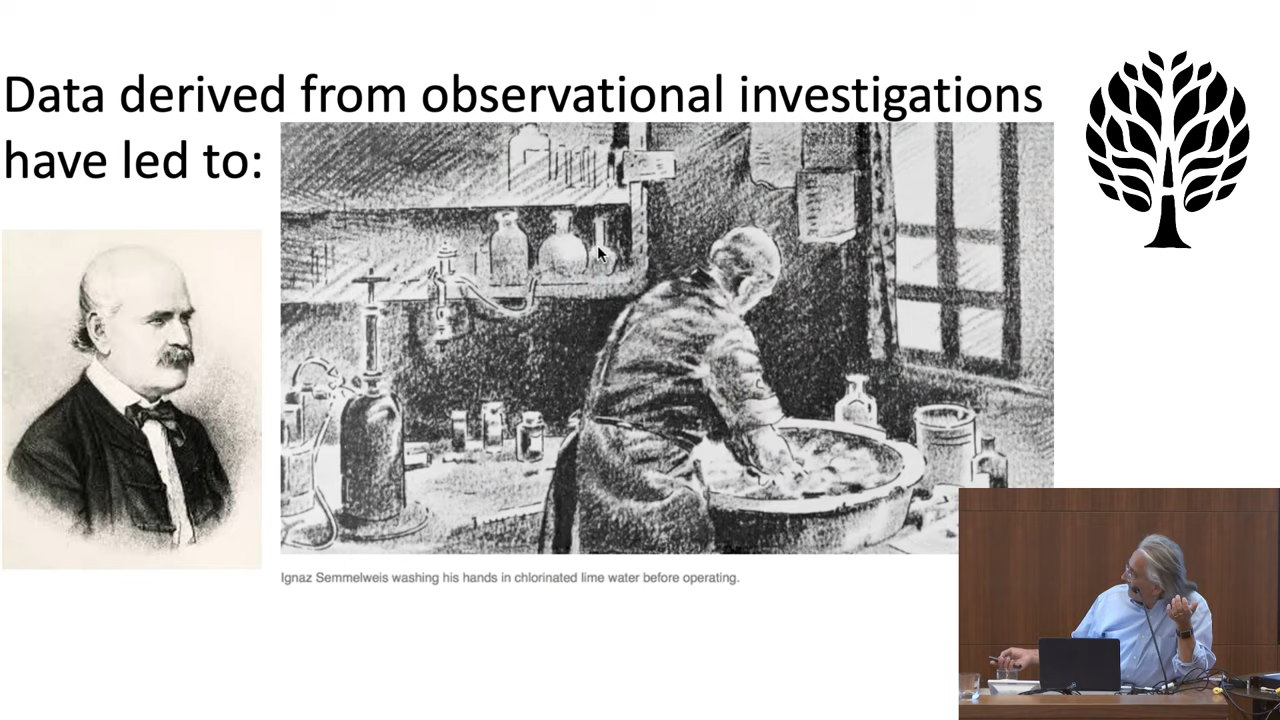 Data derived from observational investigations
have led to:
Ignaz Semmelweis washing his hands in chlorinated lime water before operating.